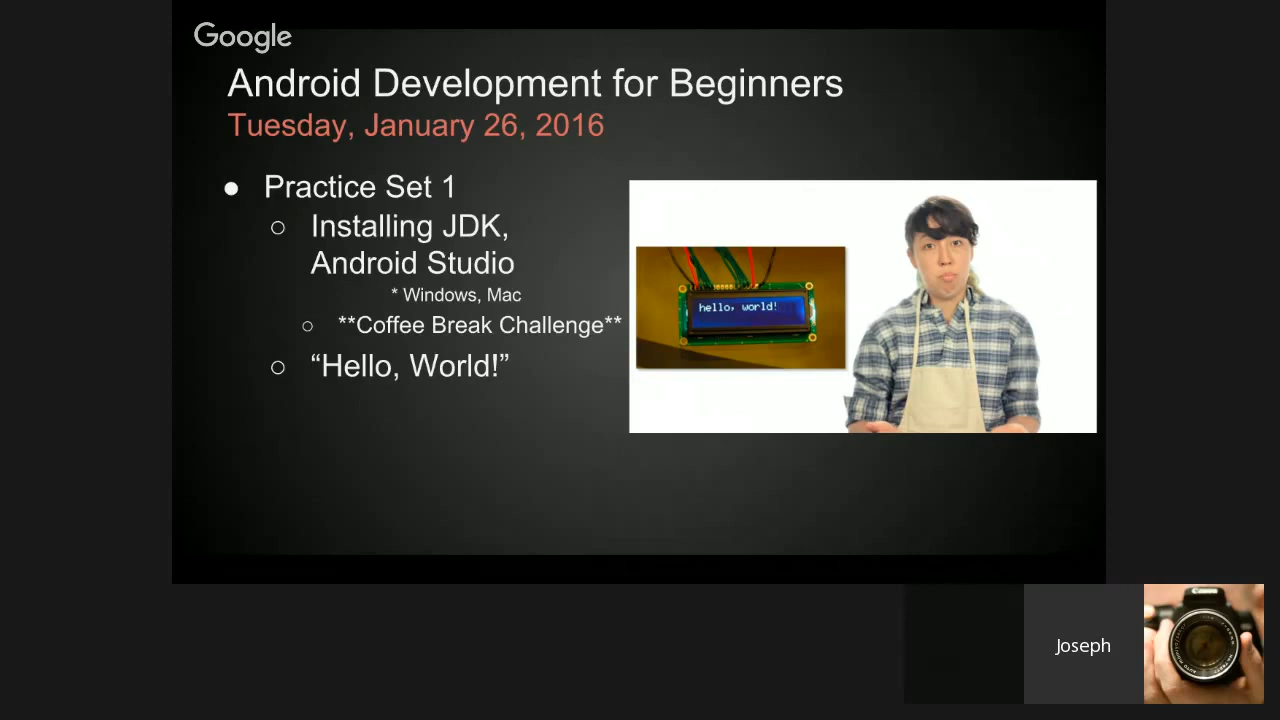 Google
Android Development for Beginners
Tuesday, January 26, 2016
● Practice Set 1
○ Installing JDK,
Android Studio
* Windows, Mac
○ **Coffee Break Challenge**
○ “Hello, World!”
hello, world!
Joseph